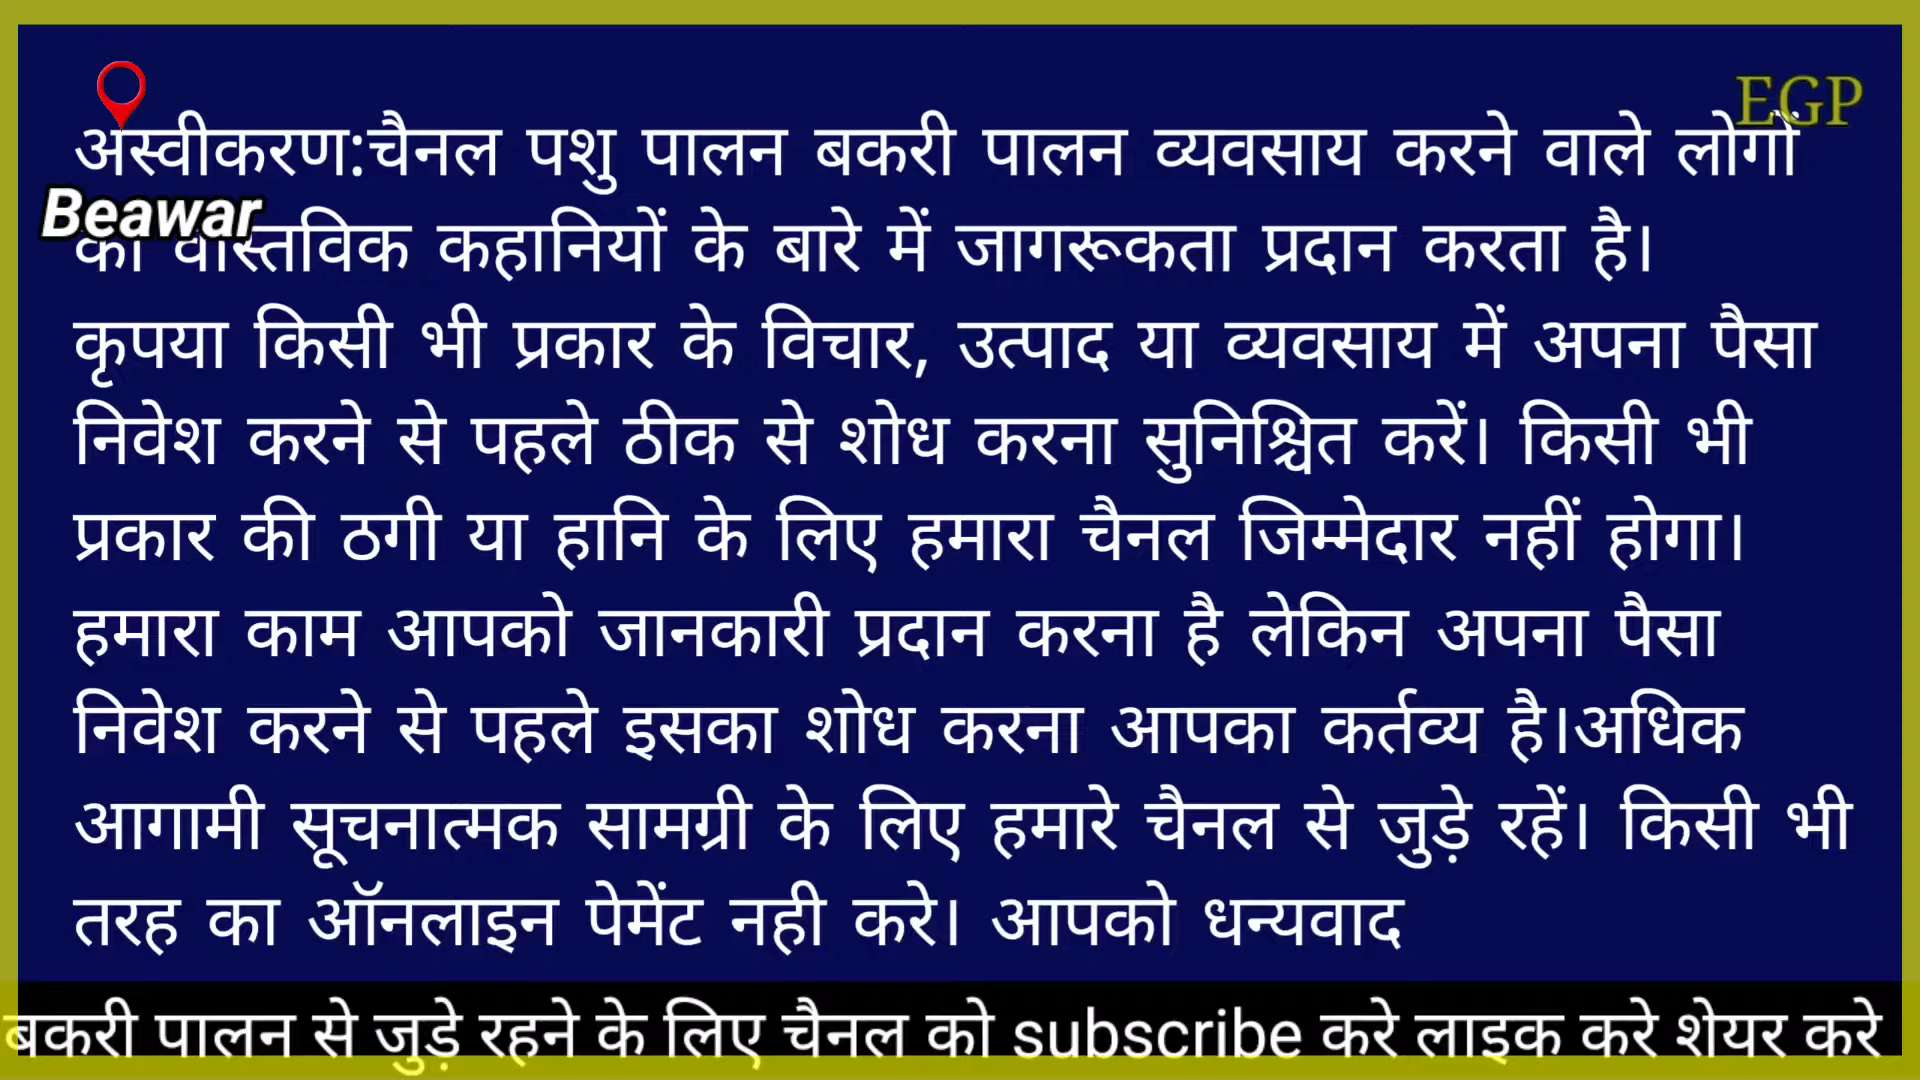 EGP
अस्वीकरण:चैनल पशु पालन बकरी पालन व्यवसाय करने वाले लोगों
Beawar
की वास्तविक कहानियों के बारे में जागरूकता प्रदान करता है।
कृपया किसी भी प्रकार के विचार, उत्पाद या व्यवसाय में अपना पैसा
निवेश करने से पहले ठीक से शोध करना सुनिश्चित करें। किसी भी
प्रकार की ठगी या हानि के लिए हमारा चैनल जिम्मेदार नहीं होगा।
हमारा काम आपको जानकारी प्रदान करना है लेकिन अपना पैसा
निवेश करने से पहले इसका शोध करना आपका कर्तव्य है।अधिक
आगामी सूचनात्मक सामग्री के लिए हमारे चैनल से जुड़े रहें। किसी भी
तरह का ऑनलाइन पेमेंट नही करे। आपको धन्यवाद
बकरी पालन से जुड़े रहने के लिए चैनल को subscribe करे लाइक करे शेयर करे